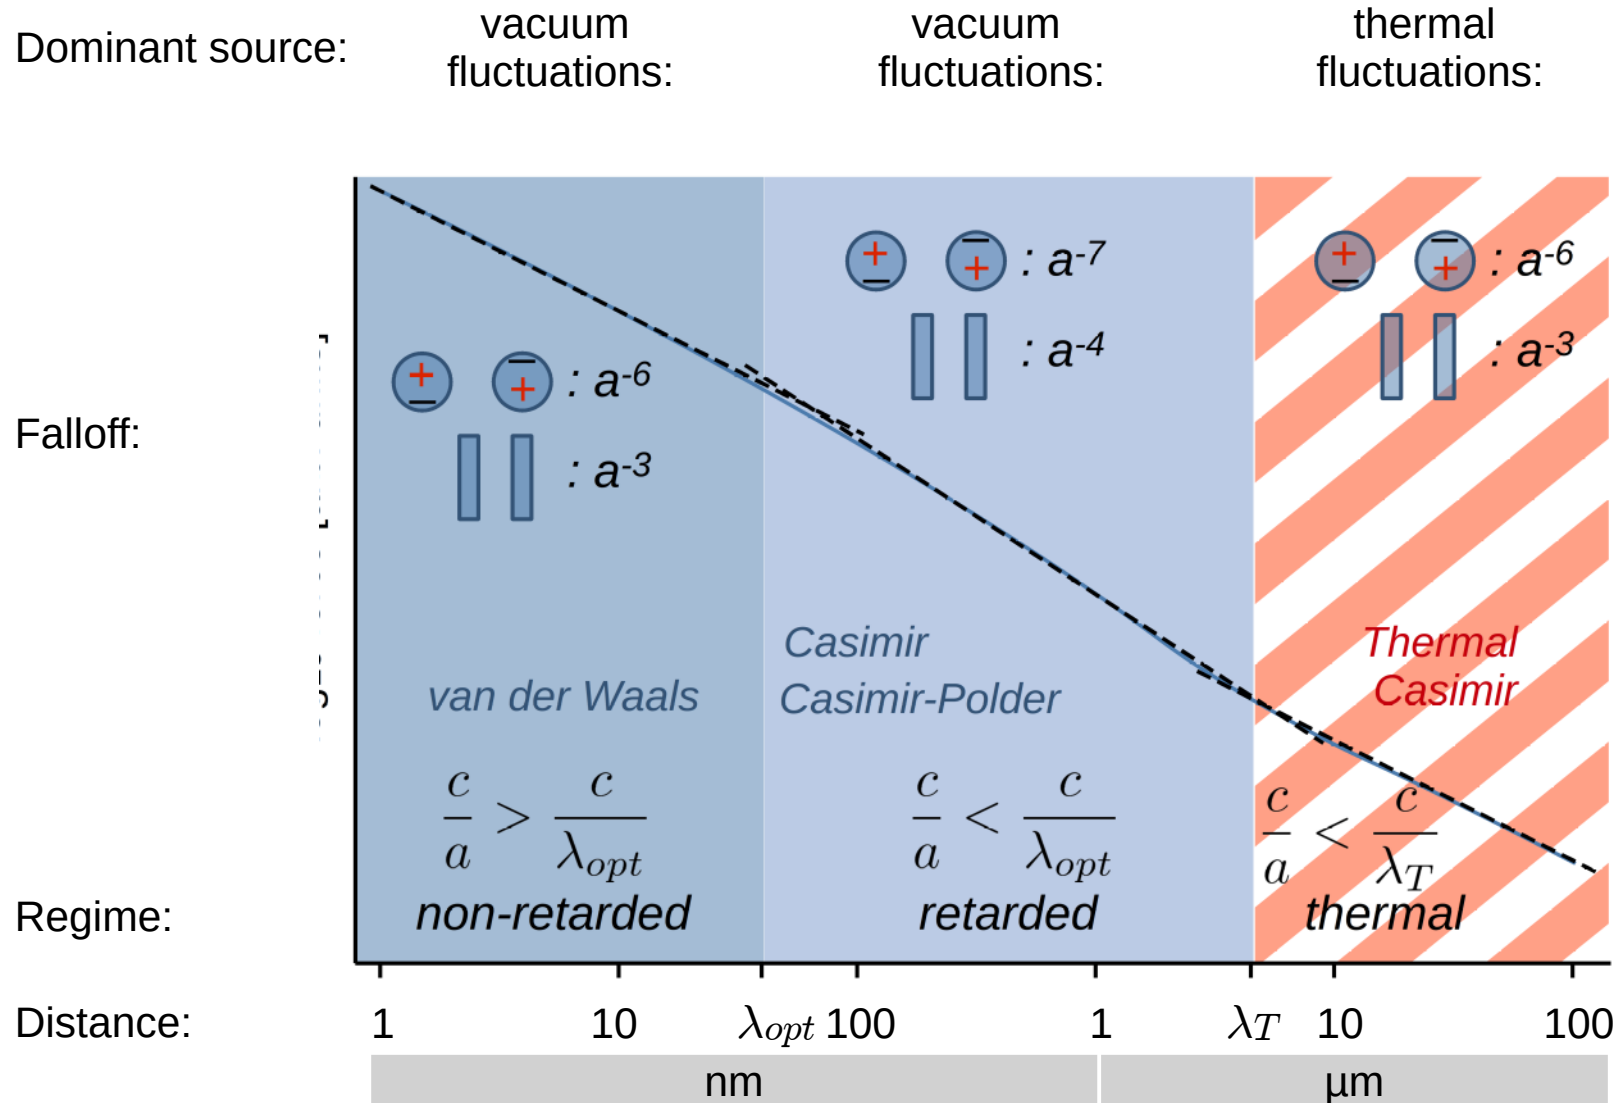 Dominant source:
vacuum
fluctuations:
vacuum
fluctuations:
thermal
fluctuations:
Falloff:
+
−
−
+
: a⁻⁶
: a⁻³
+
−
−
+
: a⁻⁷
: a⁻⁴
+
−
−
+
: a⁻⁶
: a⁻³
van der Waals
Casimir
Casimir-Polder
Thermal
Casimir
c/a > c/λopt
c/a < c/λopt
c/a < c/λT
Regime:
non-retarded
retarded
thermal
Distance:
1 10 λopt 100 1 λT 10 100
nm
µm